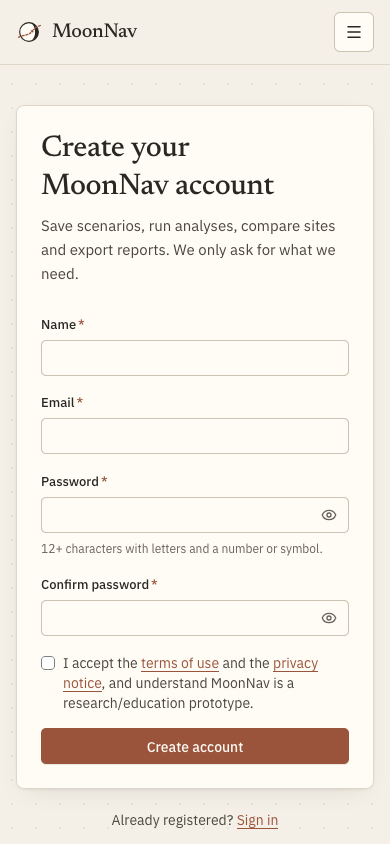 MoonNav
Create your
MoonNav account
Save scenarios, run analyses, compare sites
and export reports. We only ask for what we
need.
Name *
Email *
Password *
12+ characters with letters and a number or symbol.
Confirm password *
I accept the terms of use and the privacy
notice, and understand MoonNav is a
research/education prototype.
Create account
Already registered? Sign in